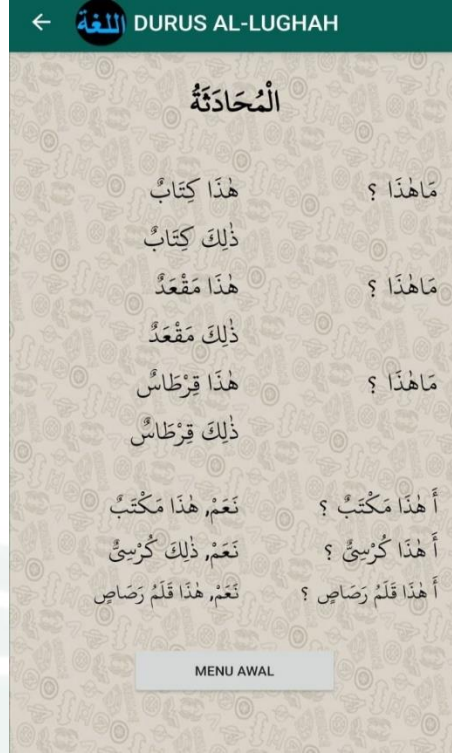 ← اللغة DURUS AL-LUGHAH
الْمُحَادَثَةُ
مَاهٰذَا ؟ هٰذَا كِتَابٌ
ذٰلِكَ كِتَابٌ
مَاهٰذَا ؟ هٰذَا مَقْعَدٌ
ذٰلِكَ مَقْعَدٌ
مَاهٰذَا ؟ هٰذَا قِرْطَاسٌ
ذٰلِكَ قِرْطَاسٌ
أَ هٰذَا مَكْتَبٌ ؟ نَعَمْ, هٰذَا مَكْتَبٌ
أَ هٰذَا كُرْسِيٌّ ؟ نَعَمْ, ذٰلِكَ كُرْسِيٌّ
أَ هٰذَا قَلَمُ رَصَاصٍ ؟ نَعَمْ, هٰذَا قَلَمُ رَصَاصٍ
MENU AWAL